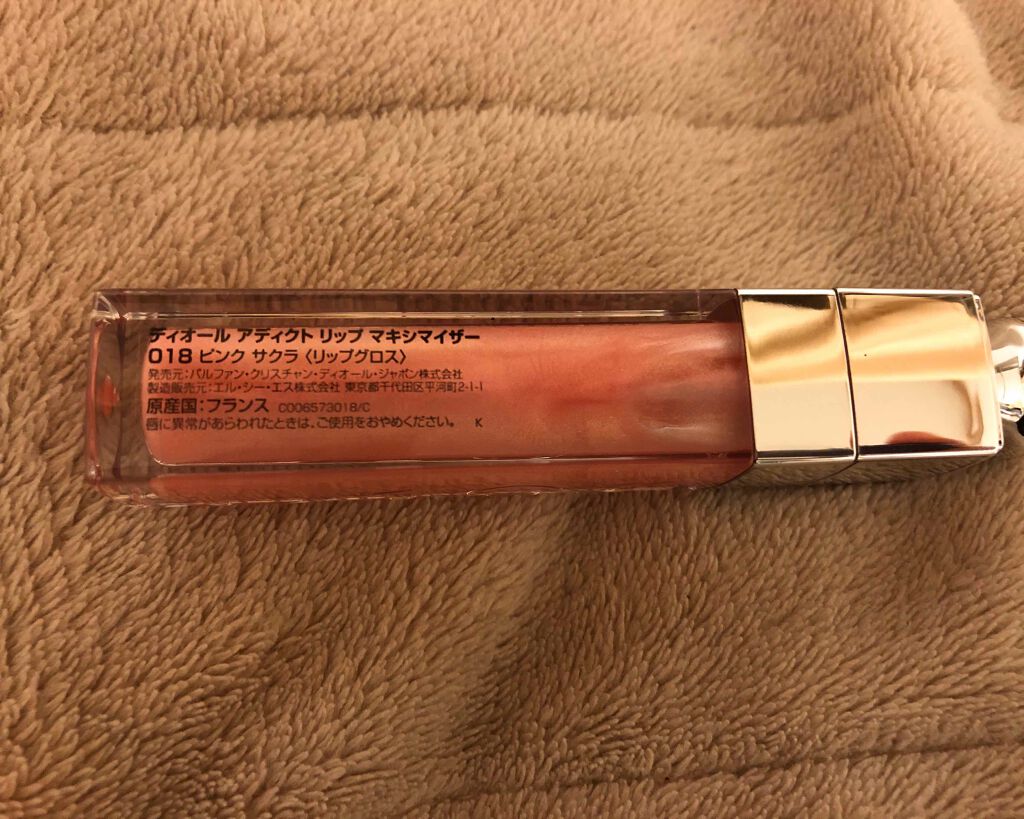 ディオール アディクト リップ マキシマイザー
018 ピンク サクラ〈リップグロス〉
発売元：パルファン・クリスチャン・ディオール・ジャポン株式会社
製造販売元：エル・シー・エス株式会社 東京都千代田区平河町2-1-1
原産国：フランス C006573018/C
唇に異常があらわれたときは、ご使用をおやめください。 K